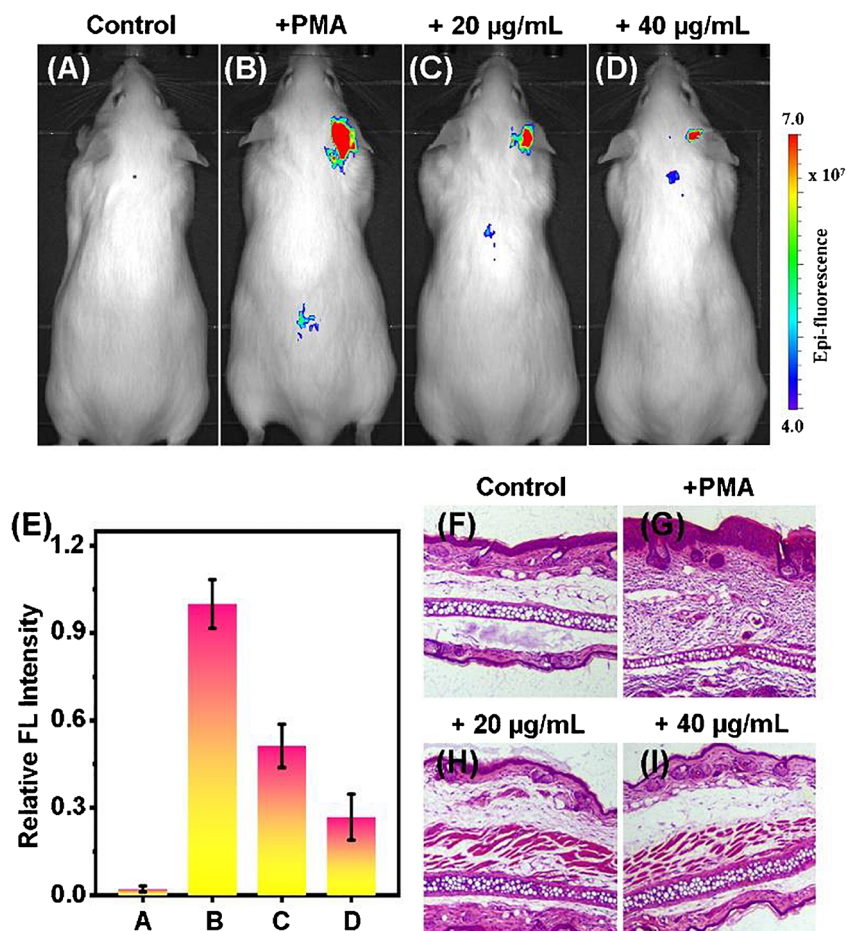 Control +PMA + 20 μg/mL + 40 μg/mL
(A) (B) (C) (D)
7.0
x 10⁷
Epi-fluorescence
4.0
Control +PMA
(E) (F) (G)
1.2
0.9
0.6
0.3
0.0
Relative FL Intensity
A B C D
+ 20 μg/mL + 40 μg/mL
(H) (I)